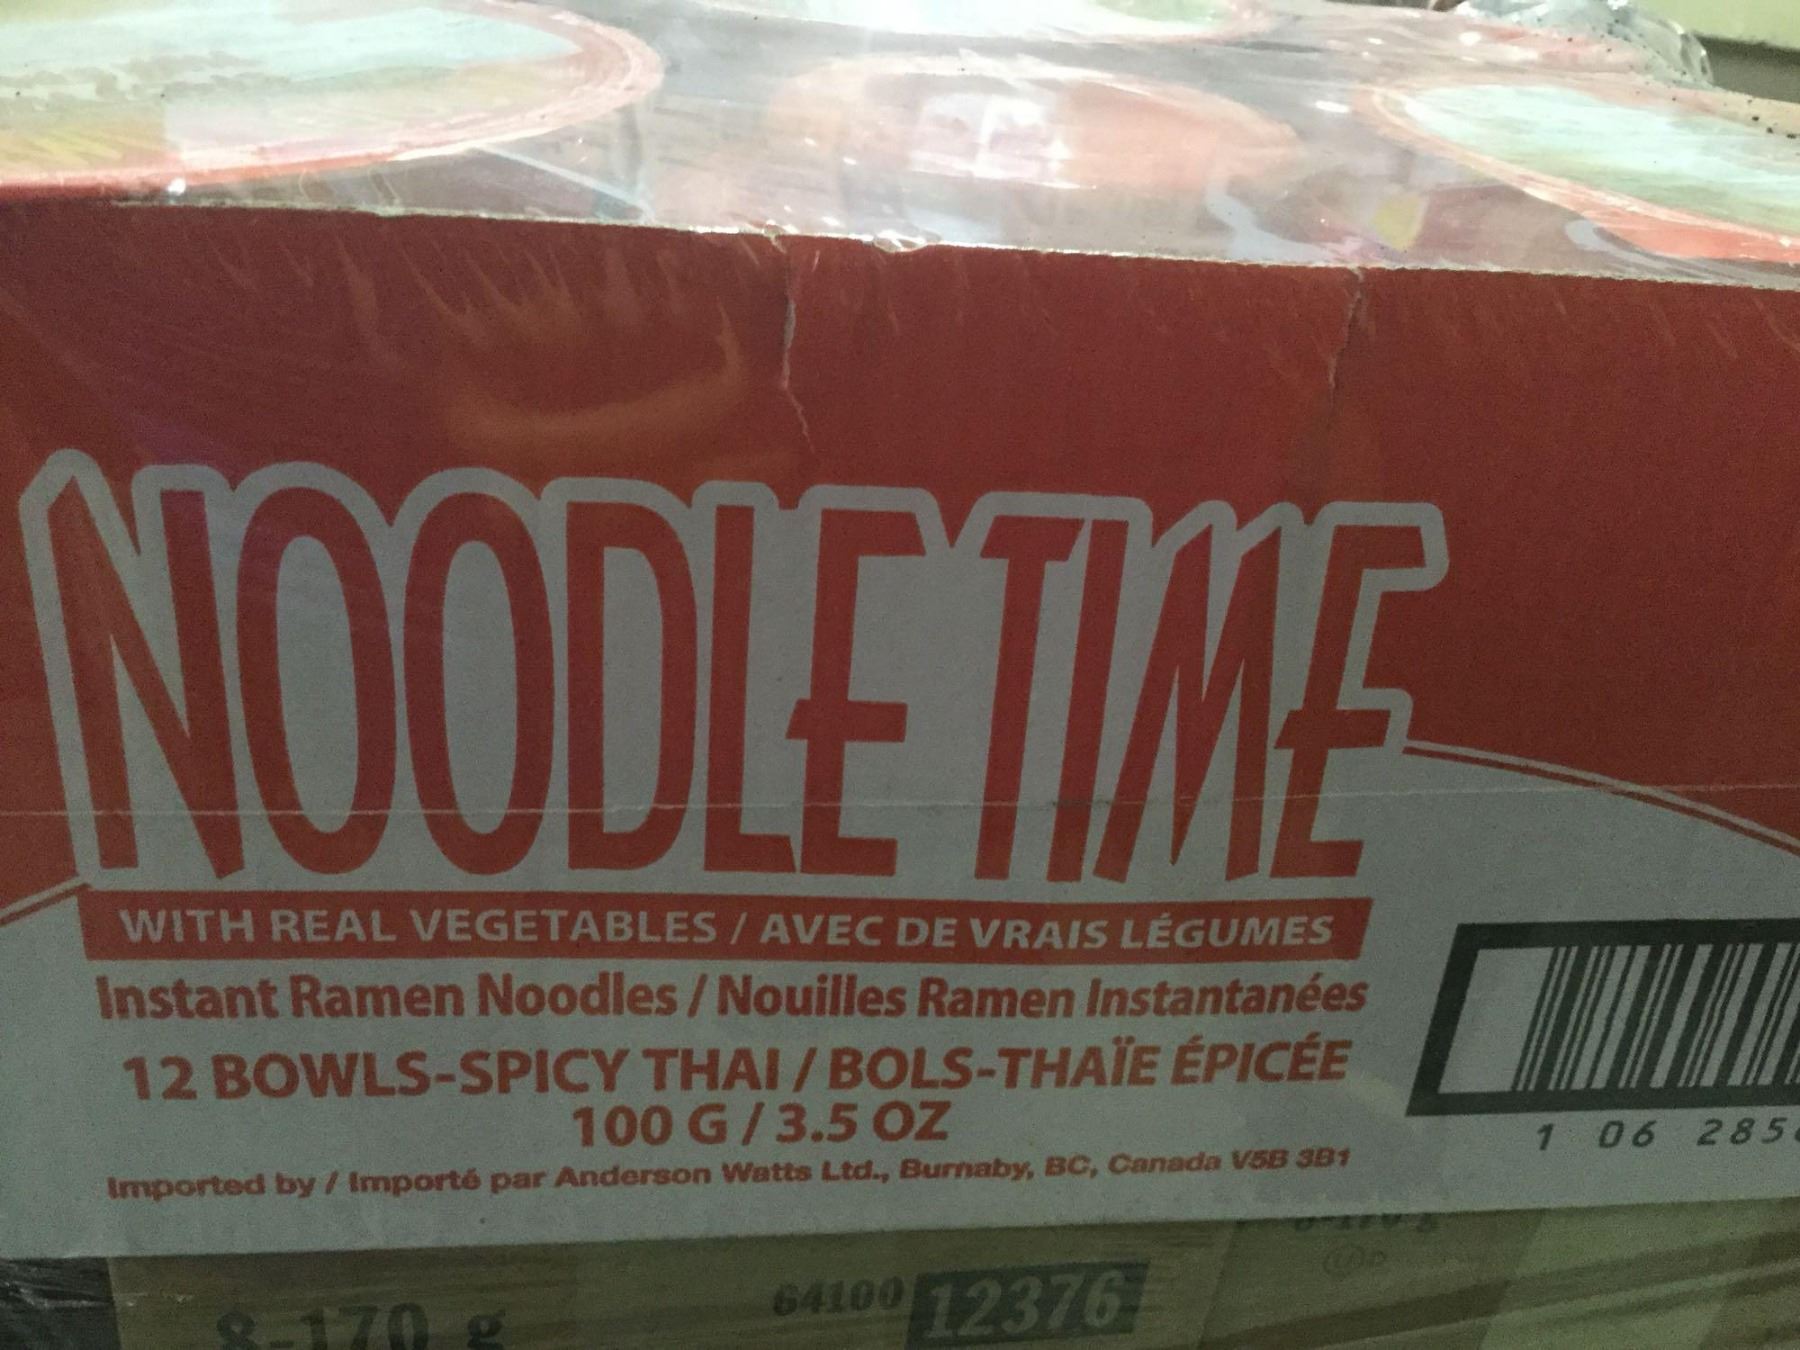 NOODLE TIME
WITH REAL VEGETABLES / AVEC DE VRAIS LÉGUMES
Instant Ramen Noodles / Nouilles Ramen Instantanées
12 BOWLS-SPICY THAI / BOLS-THAÏE ÉPICÉE
100 G / 3.5 OZ
Imported by / Importé par Anderson Watts Ltd., Burnaby, BC, Canada V5B 3B1
1 06 285
8-170 g
64100 12376
8-170 g